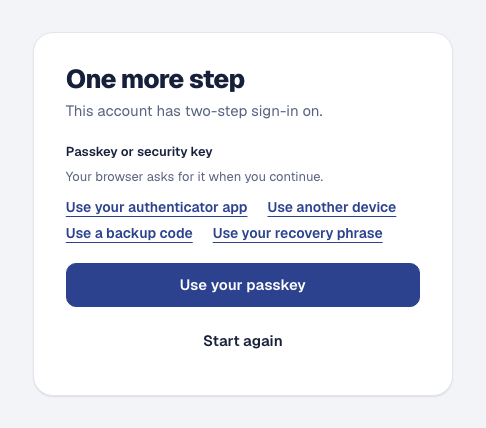 One more step
This account has two-step sign-in on.
Passkey or security key
Your browser asks for it when you continue.
Use your authenticator app Use another device
Use a backup code Use your recovery phrase
Use your passkey
Start again